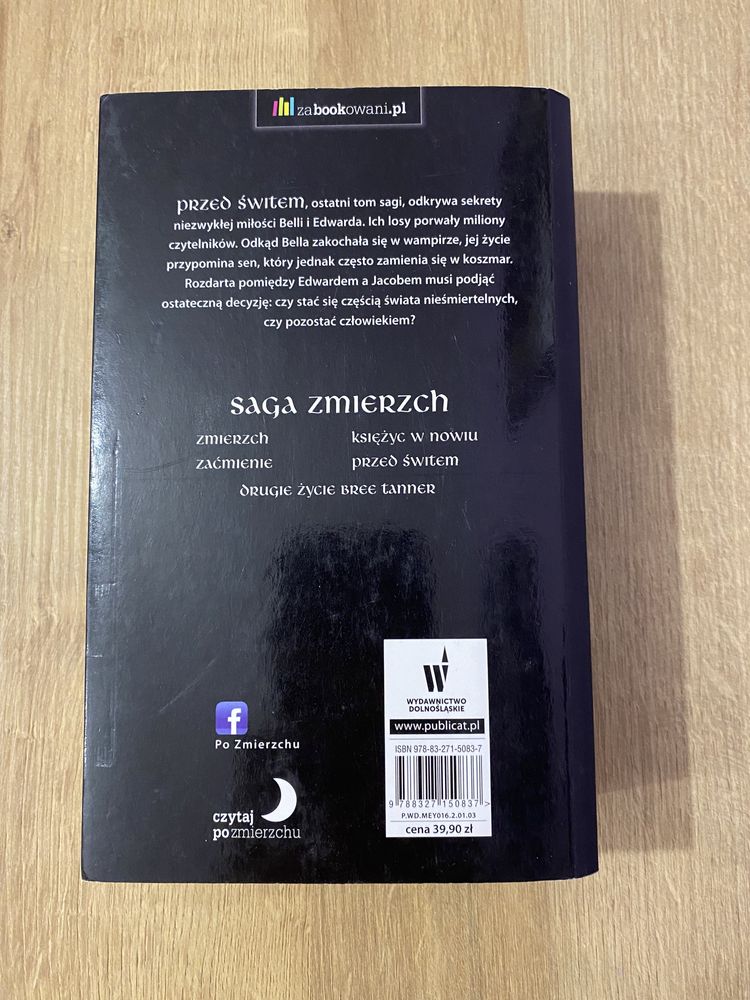 zabookowani.pl
PRZED ŚWITEM, ostatni tom sagi, odkrywa sekrety
niezwykłej miłości Belli i Edwarda. Ich losy porwały miliony
czytelników. Odkąd Bella zakochała się w wampirze, jej życie
przypomina sen, który jednak często zamienia się w koszmar.
Rozdarta pomiędzy Edwardem a Jacobem musi podjąć
ostateczną decyzję: czy stać się częścią świata nieśmiertelnych,
czy pozostać człowiekiem?
SAGA ZMIERZCH
ZMIERZCH KSIĘŻYC W NOWIU
ZAĆMIENIE PRZED ŚWITEM
DRUGIE ŻYCIE BREE TANNER
W
WYDAWNICTWO
DOLNOŚLĄSKIE
www.publicat.pl
ISBN 978-83-271-5083-7
9 788327 150837>
P.WD.MEY016.2.01.03
cena 39,90 zł
f
Po Zmierzchu
czytaj
pozmierzchu